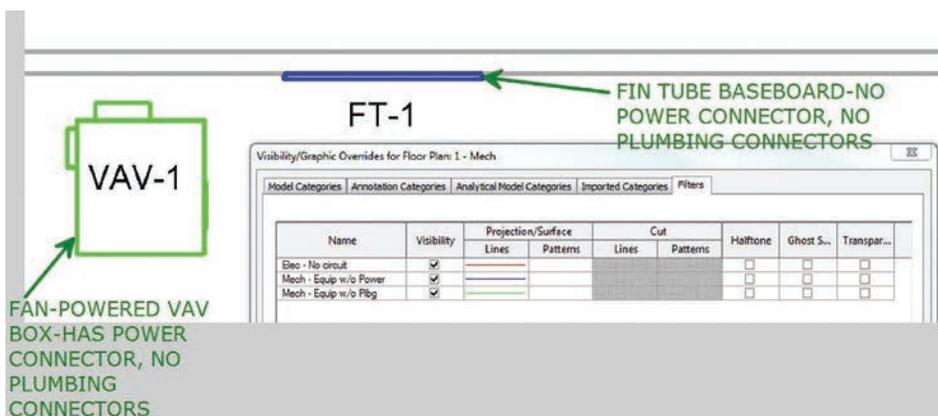 FIN TUBE BASEBOARD-NO
POWER CONNECTOR, NO
PLUMBING CONNECTORS
FT-1
VAV-1
FAN-POWERED VAV
BOX-HAS POWER
CONNECTOR, NO
PLUMBING
CONNECTORS
Visibility/Graphic Overrides for Floor Plan: 1 - Mech
Model Categories Annotation Categories Analytical Model Categories Imported Categories Filters
Name Visibility Projection/Surface Cut Halftone Ghost S... Transpar...
Lines Patterns Lines Patterns
Elec - No circuit
Mech - Equip w/o Power
Mech - Equip w/o Plbg